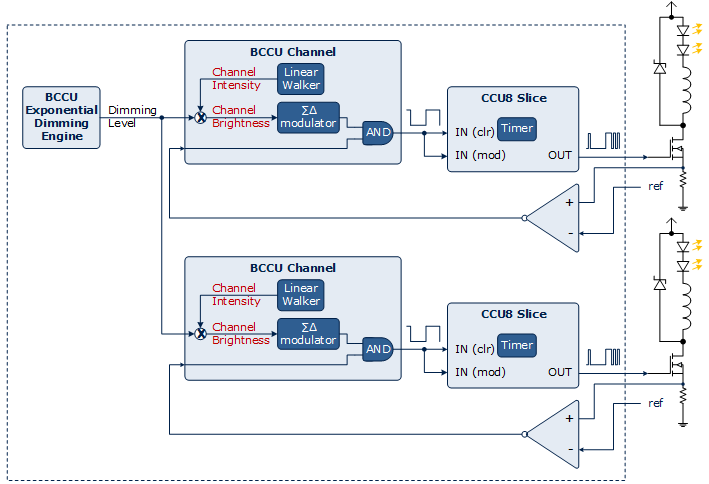 BCCU
Exponential
Dimming
Engine
Dimming
Level
BCCU Channel
Channel
Intensity
Linear
Walker
Channel
Brightness
ΣΔ
modulator
AND
CCU8 Slice
IN (clr)
Timer
IN (mod)
OUT
+
-
ref
BCCU Channel
Channel
Intensity
Linear
Walker
Channel
Brightness
ΣΔ
modulator
AND
CCU8 Slice
IN (clr)
Timer
IN (mod)
OUT
+
-
ref